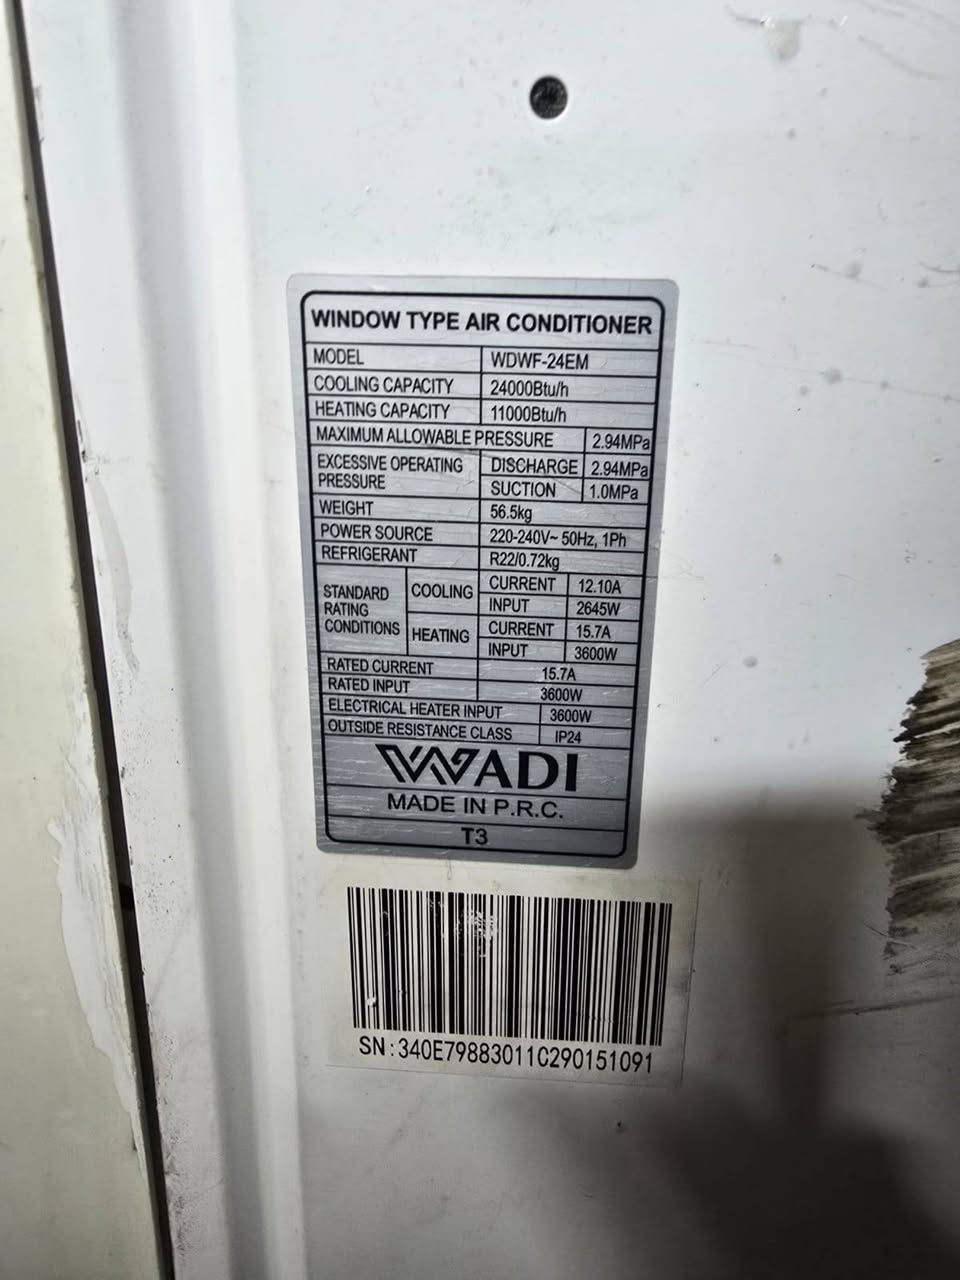 WINDOW TYPE AIR CONDITIONER
MODEL WDWF-24EM
COOLING CAPACITY 24000Btu/h
HEATING CAPACITY 11000Btu/h
MAXIMUM ALLOWABLE PRESSURE 2.94MPa
EXCESSIVE OPERATING PRESSURE DISCHARGE 2.94MPa
SUCTION 1.0MPa
WEIGHT 56.5kg
POWER SOURCE 220-240V~ 50Hz, 1Ph
REFRIGERANT R22/0.72kg
STANDARD RATING CONDITIONS COOLING CURRENT 12.10A
INPUT 2645W
HEATING CURRENT 15.7A
INPUT 3600W
RATED CURRENT 15.7A
RATED INPUT 3600W
ELECTRICAL HEATER INPUT 3600W
OUTSIDE RESISTANCE CLASS IP24
WADI
MADE IN P.R.C.
T3
SN:340E79883011C290151091